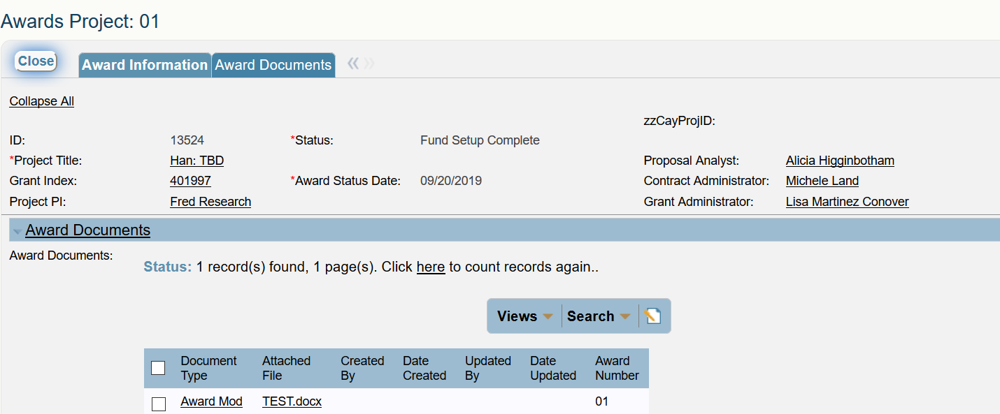 Awards Project: 01
Close Award Information Award Documents
Collapse All
zzCayProjID:
ID: 13524 *Status: Fund Setup Complete
*Project Title: Han: TBD Proposal Analyst: Alicia Higginbotham
Grant Index: 401997 *Award Status Date: 09/20/2019 Contract Administrator: Michele Land
Project PI: Fred Research Grant Administrator: Lisa Martinez Conover
Award Documents
Award Documents:
Status: 1 record(s) found, 1 page(s). Click here to count records again..
Views Search
Document Type Attached File Created By Date Created Updated By Date Updated Award Number
Award Mod TEST.docx 01